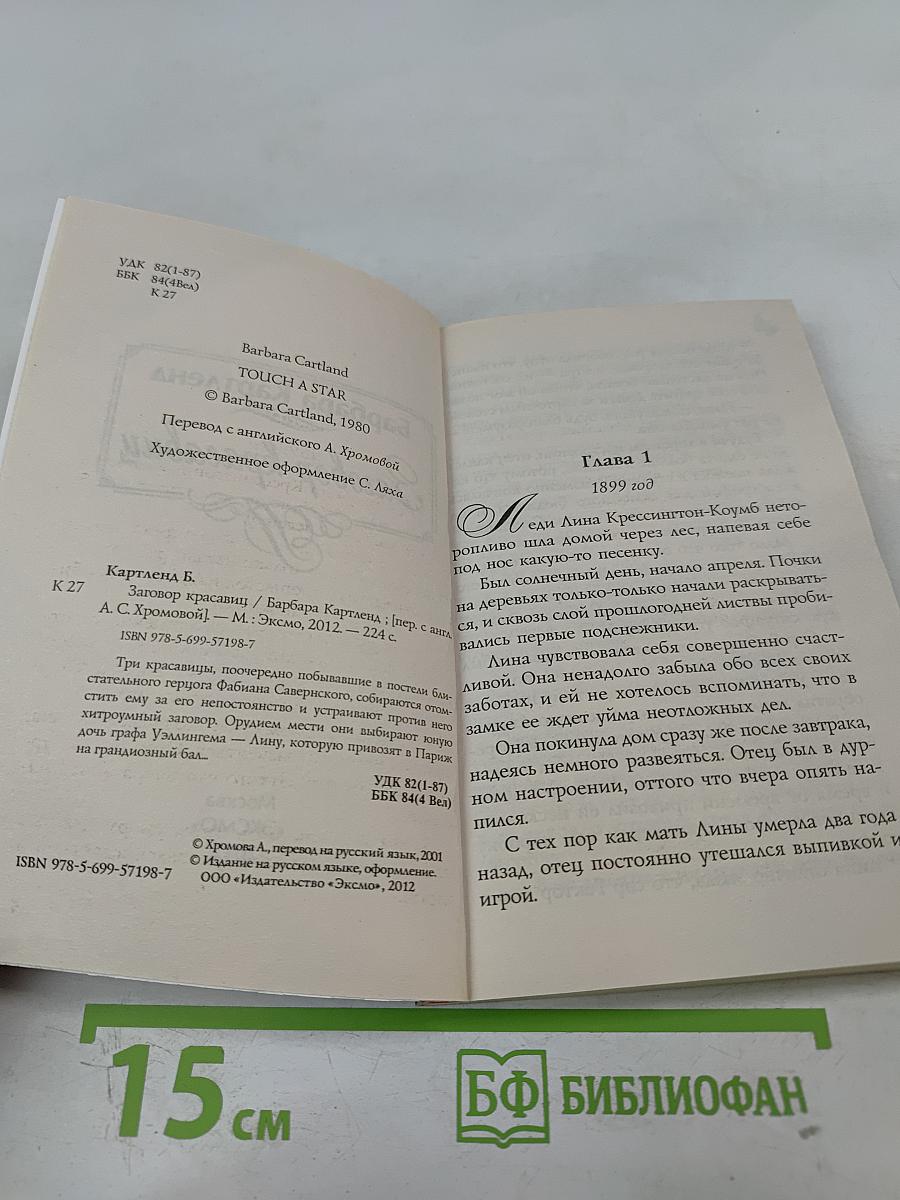 УДК 82(1-87)
ББК 84(4Вел)
К 27
Barbara Cartland
TOUCH A STAR
© Barbara Cartland, 1980
Перевод с английского А. Хромовой
Художественное оформление С. Ляха
Картленд Б.
К 27 Заговор красавиц / Барбара Картленд ; [пер. с англ.
А. С. Хромовой]. — М. : Эксмо, 2012. — 224 с.
ISBN 978-5-699-57198-7
Три красавицы, поочередно побывавшие в постели бли-
стательного герцога Фабиана Савернского, собираются отом-
стить ему за его непостоянство и устраивают против него
хитроумный заговор. Орудием мести они выбирают юную
дочь графа Уэллингема — Лину, которую привозят в Париж
на грандиозный бал...
УДК 82(1-87)
ББК 84(4 Вел)
© Хромова А., перевод на русский язык, 2001
© Издание на русском языке, оформление.
ООО «Издательство «Эксмо», 2012
ISBN 978-5-699-57198-7
Глава 1
1899 год
Леди Лина Крессингтон-Коумб нето-
ропливо шла домой через лес, напевая себе
под нос какую-то песенку.
Был солнечный день, начало апреля. Почки
на деревьях только-только начали раскрывать-
ся, и сквозь слой прошлогодней листвы проби-
вались первые подснежники.
Лина чувствовала себя совершенно счаст-
ливой. Она ненадолго забыла обо всех своих
заботах, и ей не хотелось вспоминать, что в
замке ее ждет уйма неотложных дел.
Она покинула дом сразу же после завтрака,
надеясь немного развеяться. Отец был в дур-
ном настроении, оттого что вчера опять на-
пился.
С тех пор как мать Лины умерла два года
назад, отец постоянно утешался выпивкой и
игрой.
15 см
БФ БИБЛИОФАН